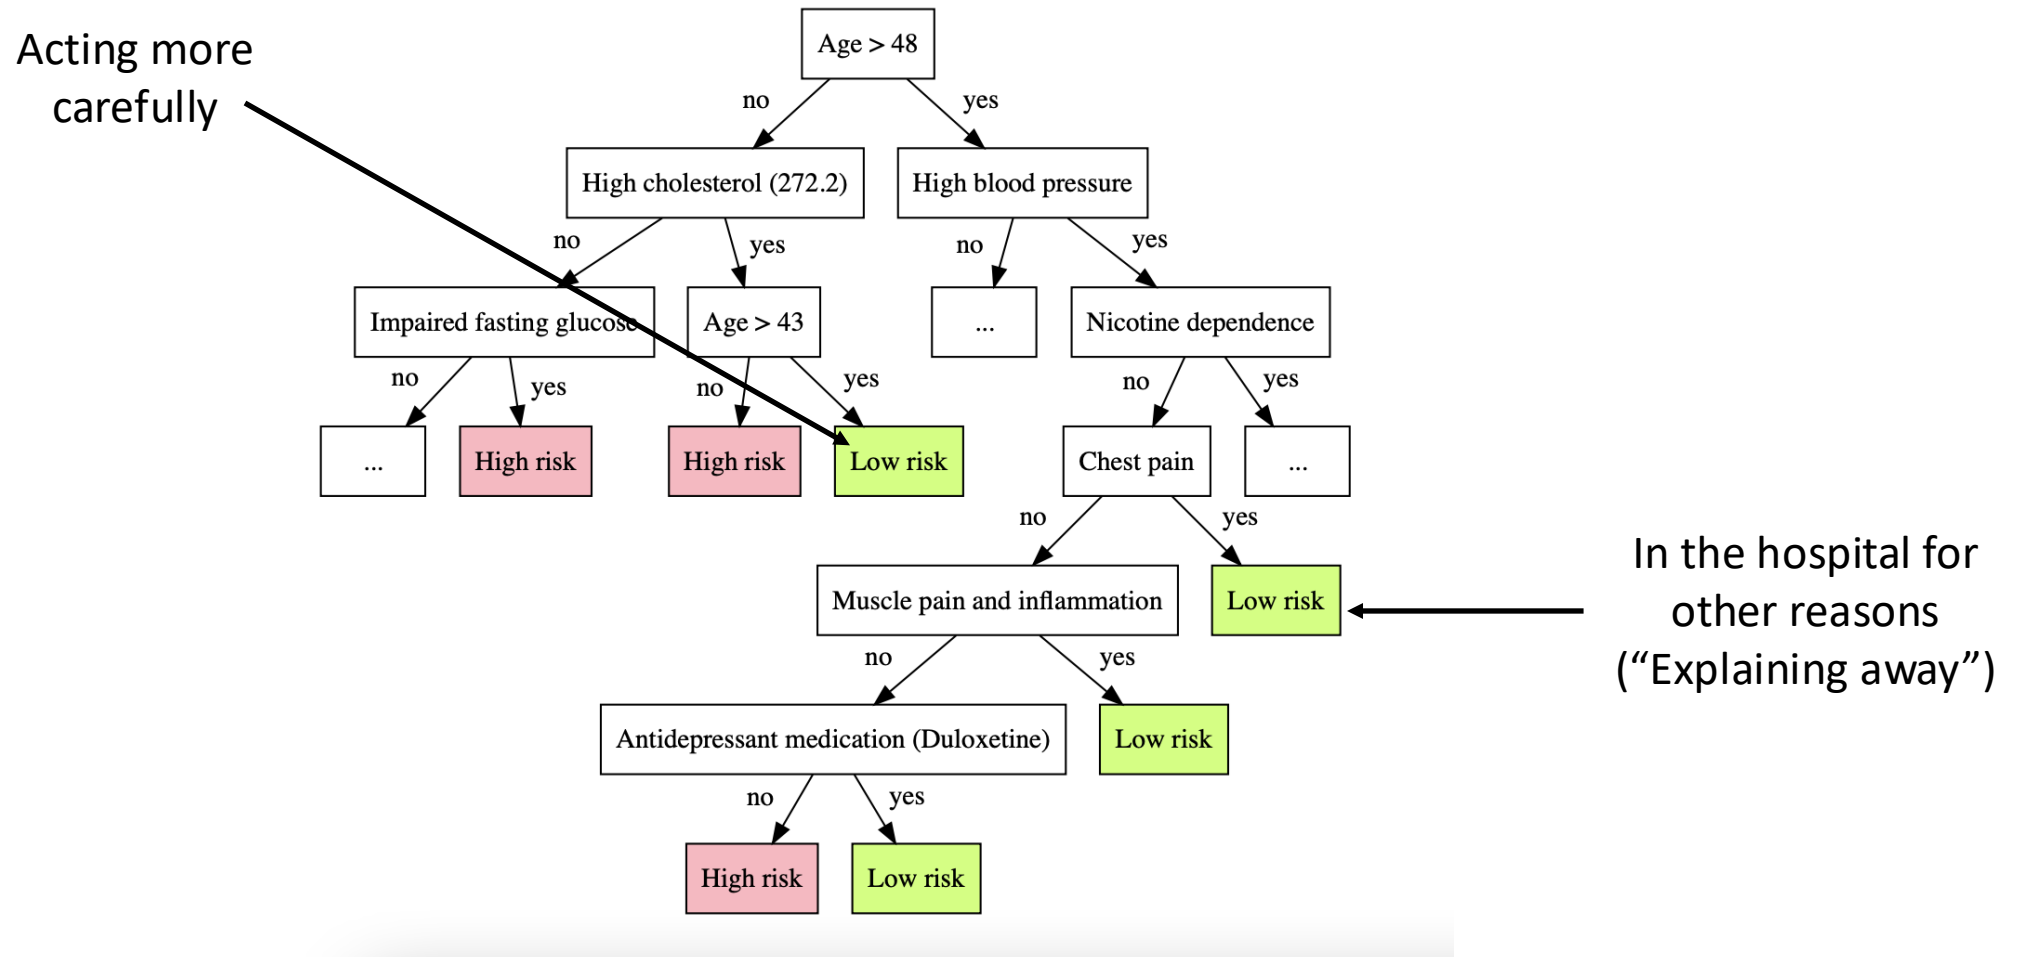 Acting more
carefully
Age > 48
no
yes
High cholesterol (272.2)
High blood pressure
no
yes
no
yes
Impaired fasting glucose
Age > 43
...
Nicotine dependence
no
yes
no
yes
no
yes
...
High risk
High risk
Low risk
Chest pain
...
no
yes
Muscle pain and inflammation
Low risk
In the hospital for
other reasons
(“Explaining away”)
no
yes
Antidepressant medication (Duloxetine)
Low risk
no
yes
High risk
Low risk